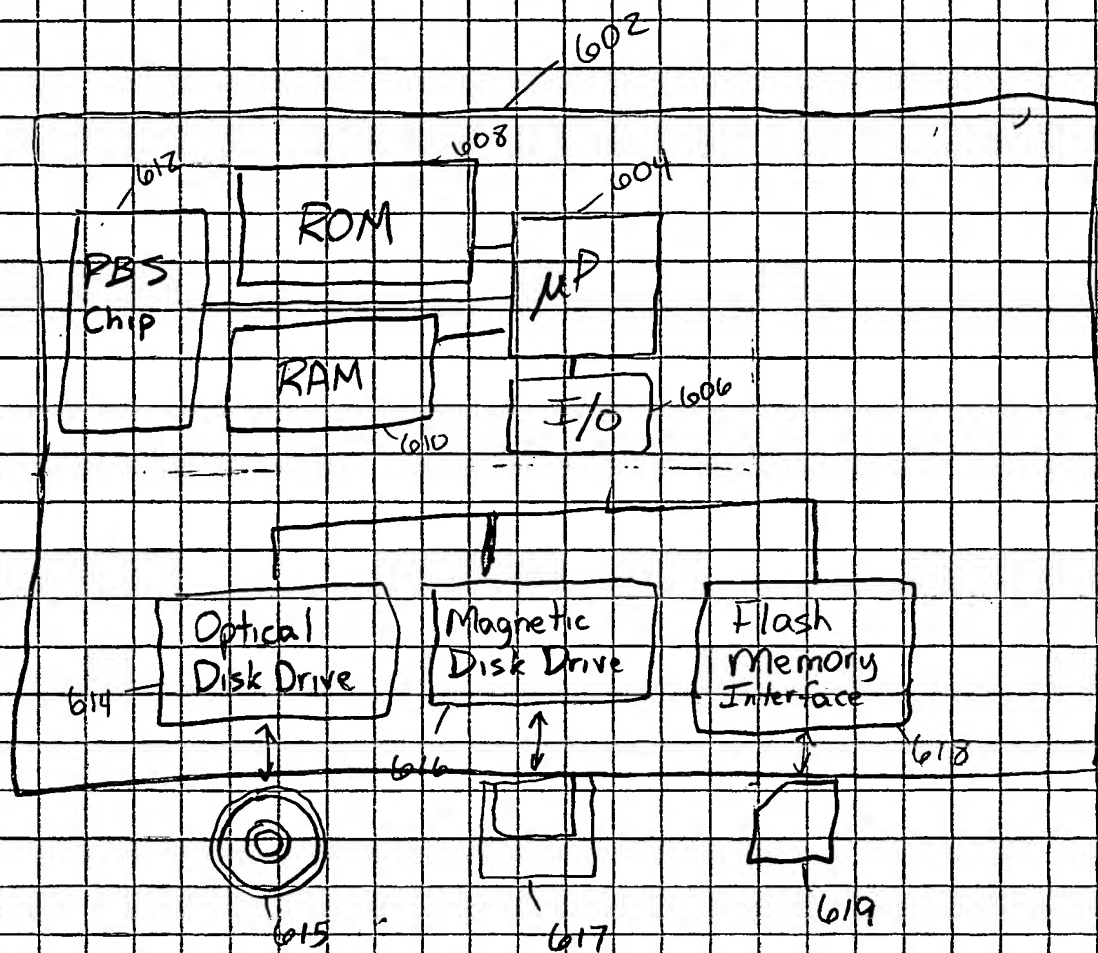 602
608
612
604
ROM
PBS
Chip
μP
RAM
I/O
606
610
Optical
Disk Drive
Magnetic
Disk Drive
Flash
Memory
Interface
614
616
618
615
617
619